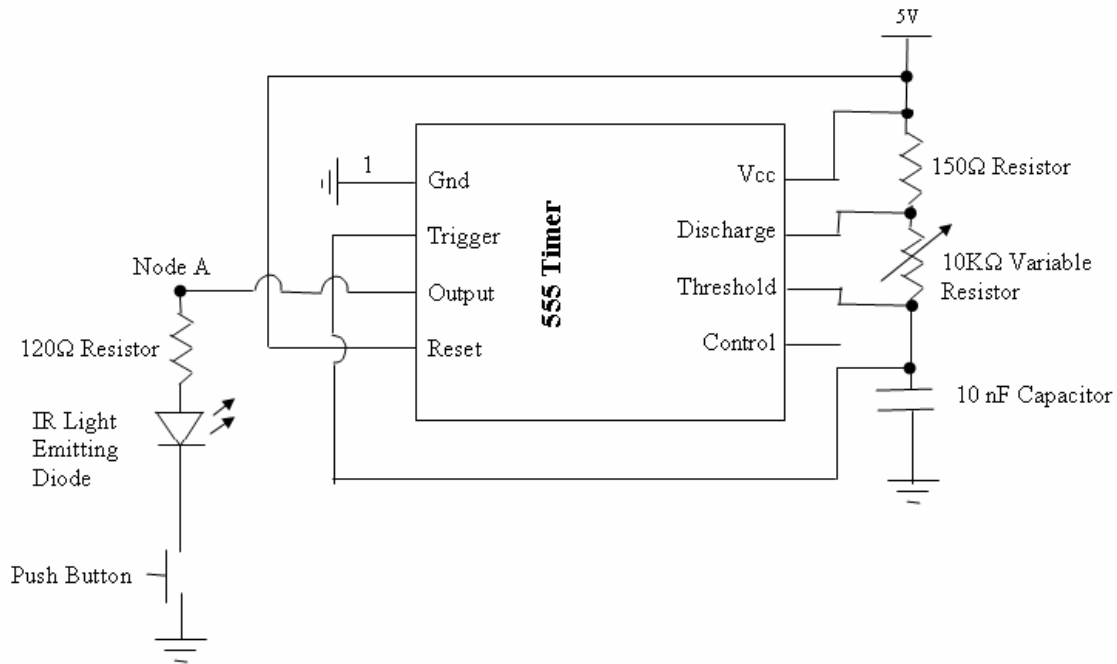 5V
1
Gnd
Vcc
150Ω Resistor
555 Timer
Trigger
Discharge
Node A
10KΩ Variable
Resistor
Output
Threshold
120Ω Resistor
Reset
Control
10 nF Capacitor
IR Light
Emitting
Diode
Push Button